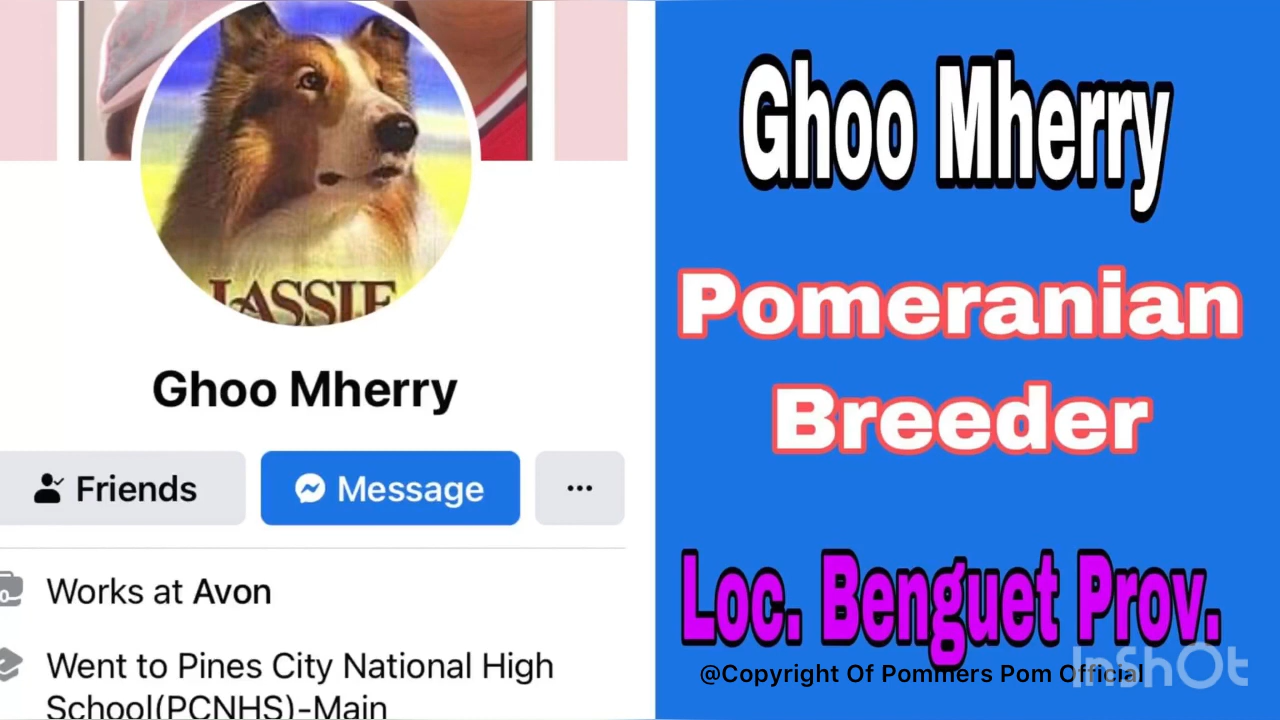 LASSIE
Ghoo Mherry
Friends
Message
Works at Avon
Went to Pines City National High
School(PCNHS)-Main
Ghoo Mherry
Pomeranian
Breeder
Loc. Benguet Prov.
@Copyright Of Pommers Pom Official
InShOt